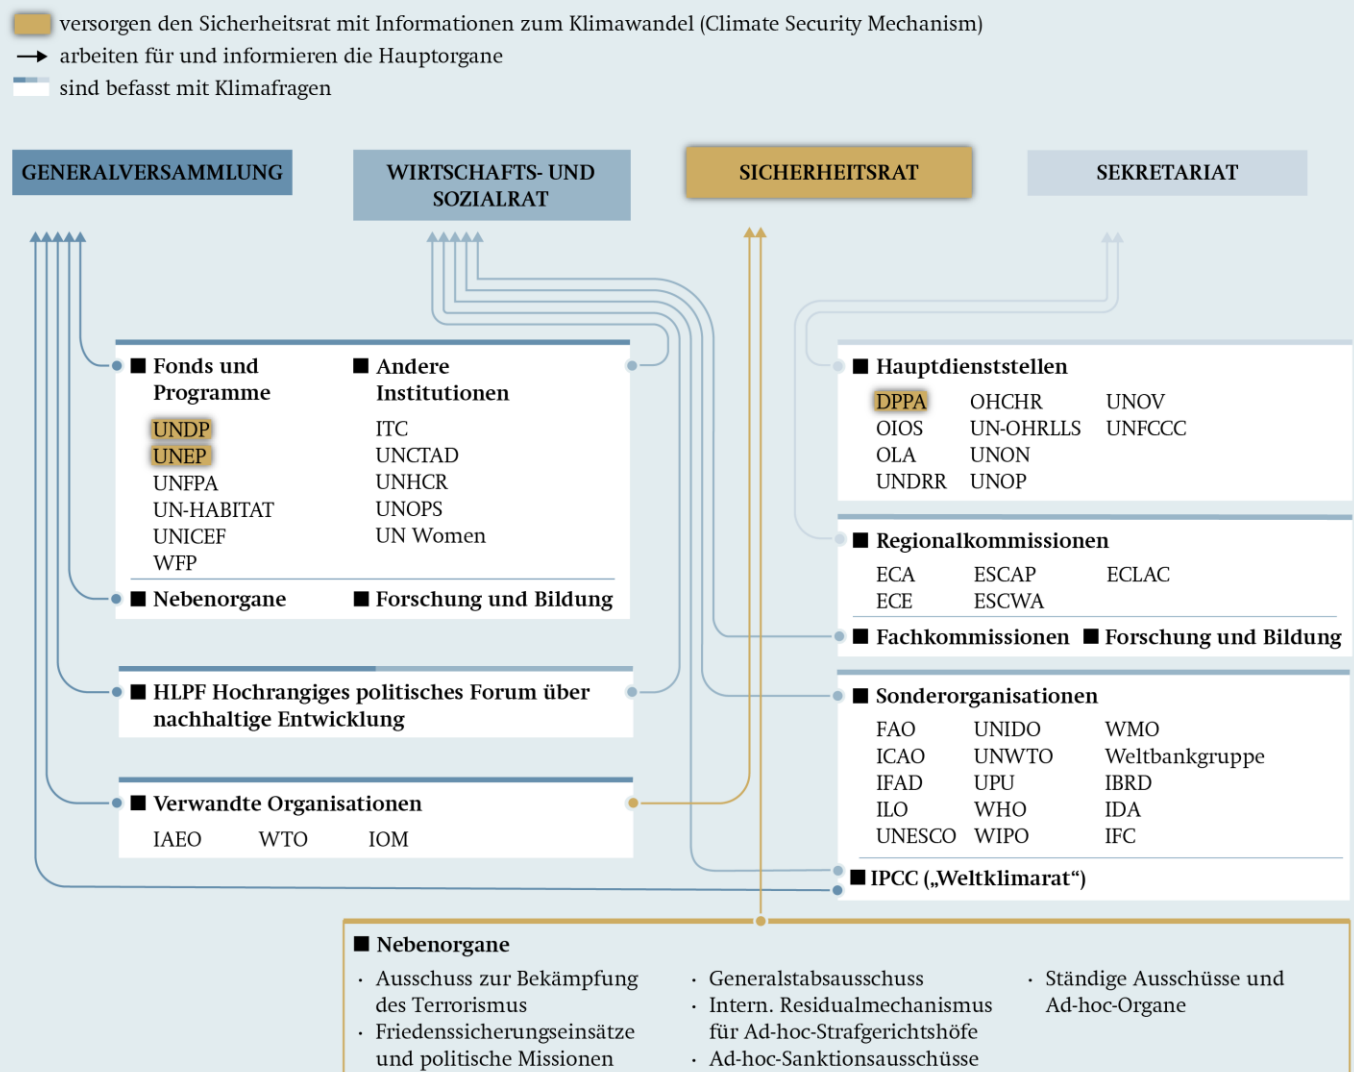 versorgen den Sicherheitsrat mit Informationen zum Klimawandel (Climate Security Mechanism)
arbeiten für und informieren die Hauptorgane
sind befasst mit Klimafragen
GENERALVERSAMMLUNG
WIRTSCHAFTS- UND
SOZIALRAT
SICHERHEITSRAT
SEKRETARIAT
Fonds und
Programme
UNDP
UNEP
UNFPA
UN-HABITAT
UNICEF
WFP
Andere
Institutionen
ITC
UNCTAD
UNHCR
UNOPS
UN Women
Nebenorgane
Forschung und Bildung
HLPF Hochrangiges politisches Forum über
nachhaltige Entwicklung
Verwandte Organisationen
IAEO WTO IOM
Hauptdienststellen
DPPA OHCHR UNOV
OIOS UN-OHRLLS UNFCCC
OLA UNON
UNDRR UNOP
Regionalkommissionen
ECA ESCAP ECLAC
ECE ESCWA
Fachkommissionen
Forschung und Bildung
Sonderorganisationen
FAO UNIDO WMO
ICAO UNWTO Weltbankgruppe
IFAD UPU IBRD
ILO WHO IDA
UNESCO WIPO IFC
IPCC („Weltklimarat“)
Nebenorgane
· Ausschuss zur Bekämpfung
des Terrorismus
· Friedenssicherungseinsätze
und politische Missionen
· Generalstabsausschuss
· Intern. Residualmechanismus
für Ad-hoc-Strafgerichtshöfe
· Ad-hoc-Sanktionsausschüsse
· Ständige Ausschüsse und
Ad-hoc-Organe